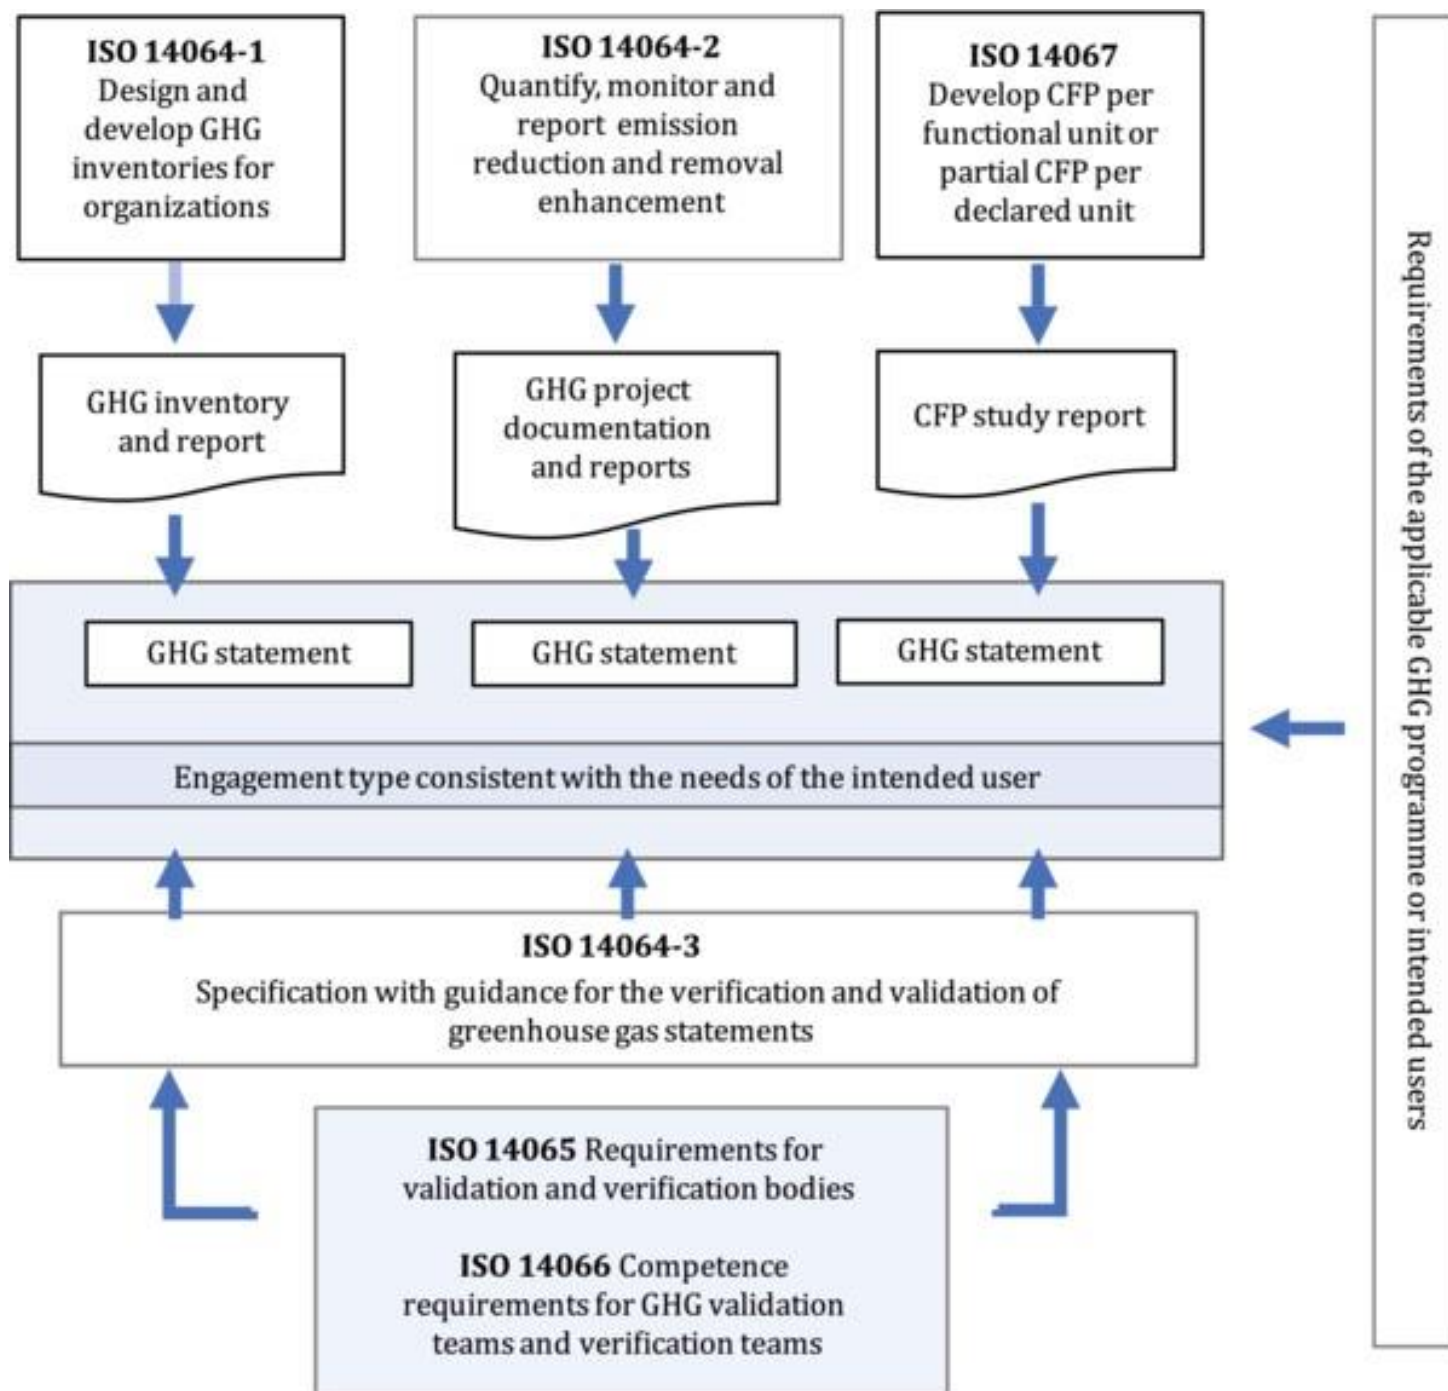 ISO 14064-1
Design and
develop GHG
inventories for
organizations
ISO 14064-2
Quantify, monitor and
report emission
reduction and removal
enhancement
ISO 14067
Develop CFP per
functional unit or
partial CFP per
declared unit
GHG inventory
and report
GHG project
documentation
and reports
CFP study report
GHG statement
GHG statement
GHG statement
Engagement type consistent with the needs of the intended user
ISO 14064-3
Specification with guidance for the verification and validation of
greenhouse gas statements
ISO 14065 Requirements for
validation and verification bodies
ISO 14066 Competence
requirements for GHG validation
teams and verification teams
Requirements of the applicable GHG programme or intended users